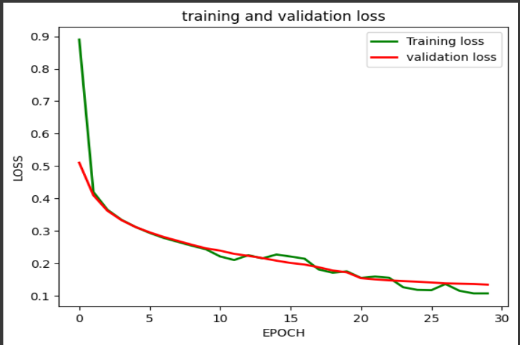 training and validation loss
Training loss
validation loss
LOSS
0.9
0.8
0.7
0.6
0.5
0.4
0.3
0.2
0.1
0 5 10 15 20 25 30
EPOCH